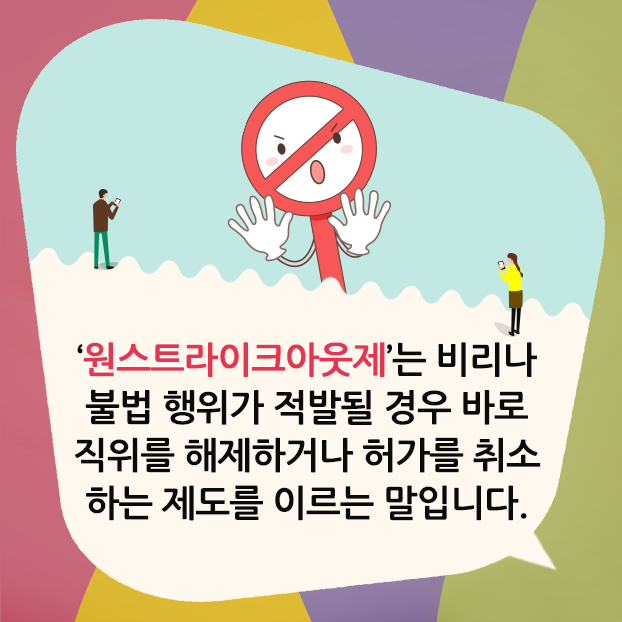 ‘원스트라이크아웃제’는 비리나
불법 행위가 적발될 경우 바로
직위를 해제하거나 허가를 취소
하는 제도를 이르는 말입니다.